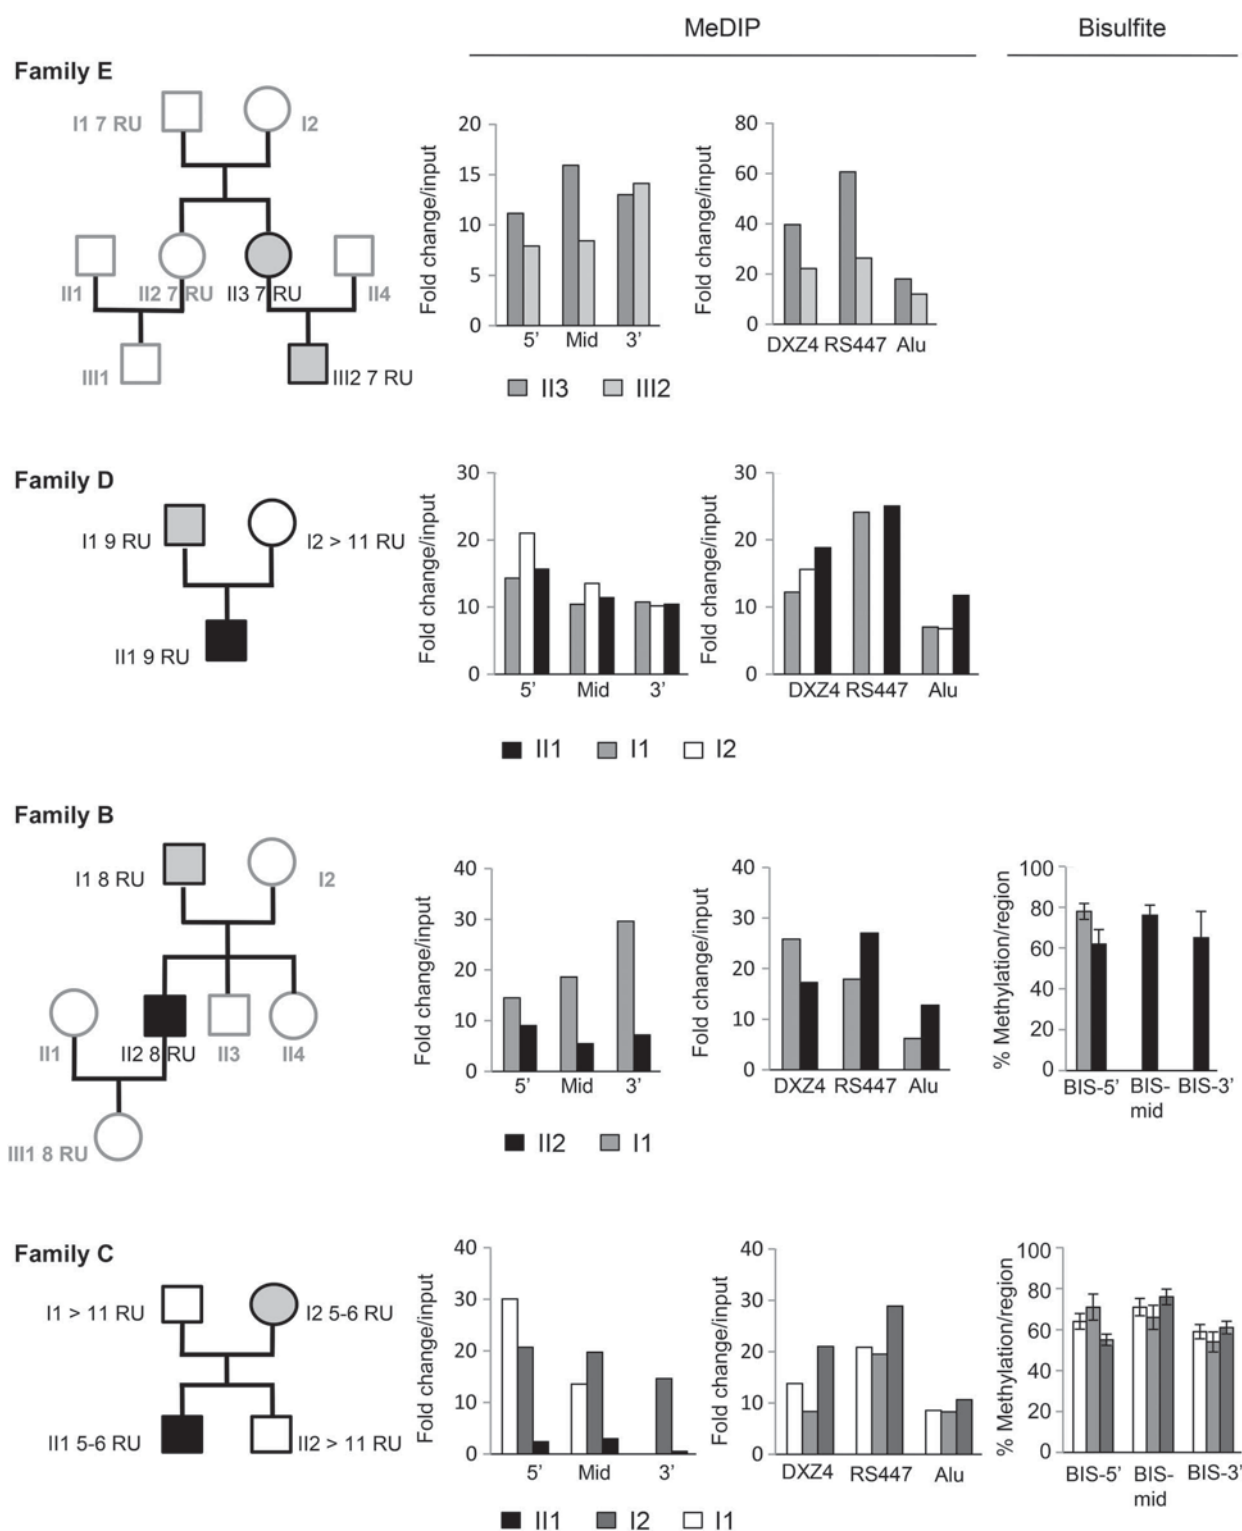 MeDIP
Bisulfite
Family E
I1 7 RU
I2
II1
II2 7 RU
II3 7 RU
II4
III1
III2 7 RU
Fold change/input
20
15
10
5
0
5’ Mid 3’
Fold change/input
80
60
40
20
0
DXZ4 RS447 Alu
II3 III2
Family D
I1 9 RU
I2 > 11 RU
II1 9 RU
Fold change/input
30
20
10
0
5’ Mid 3’
Fold change/input
30
20
10
0
DXZ4 RS447 Alu
II1 I1 I2
Family B
I1 8 RU
I2
II1
II2 8 RU
II3
II4
III1 8 RU
Fold change/input
40
30
20
10
0
5’ Mid 3’
Fold change/input
40
30
20
10
0
DXZ4 RS447 Alu
% Methylation/region
100
80
60
40
20
0
BIS-5’ BIS- BIS-3’
mid
II2 I1
Family C
I1 > 11 RU
I2 5-6 RU
II1 5-6 RU
II2 > 11 RU
Fold change/input
40
30
20
10
0
5’ Mid 3’
Fold change/input
40
30
20
10
0
DXZ4 RS447 Alu
% Methylation/region
100
80
60
40
20
0
BIS-5’ BIS- BIS-3’
mid
II1 I2 I1